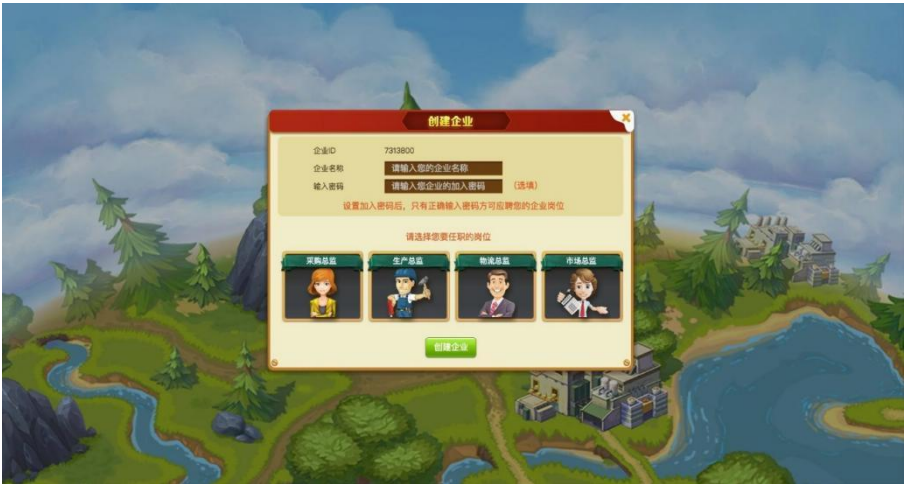 创建企业
企业ID 7313800
企业名称 请输入您的企业名称
输入密码 请输入您企业的加入密码 (选填)
设置加入密码后，只有正确输入密码方可应聘您的企业岗位
请选择您要任职的岗位
采购总监 生产总监 物流总监 市场总监
创建企业